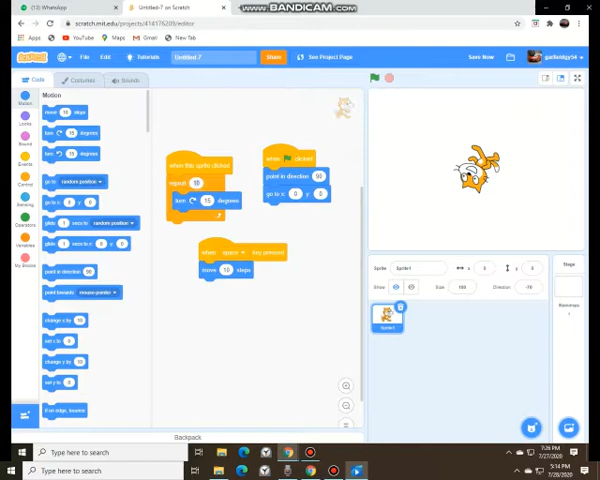 WWW.BANDICAM.COM
(13) WhatsApp
Untitled-7 on Scratch
scratch.mit.edu/projects/414176209/editor
Apps
YouTube
Maps
Gmail
New Tab
SCRATCH
File
Edit
Tutorials
Untitled-7
Share
See Project Page
Save Now
garfieldgy54
Code
Costumes
Sounds
Motion
Looks
Sound
Events
Control
Sensing
Operators
Variables
My Blocks
Motion
move 10 steps
turn 15 degrees
turn 15 degrees
go to random position
go to x: 0 y: 0
glide 1 secs to random position
glide 1 secs to x: 0 y: 0
point in direction 90
point towards mouse-pointer
change x by 10
set x to 0
change y by 10
set y to 0
if on edge, bounce
when this sprite clicked
repeat 10
turn 15 degrees
when clicked
point in direction 90
go to x: 0 y: 0
when space key pressed
move 10 steps
Backpack
Sprite
Sprite1
x
y
Show
Size
100
Direction
Stage
Backdrops
Sprite1
Type here to search
7:26 PM
7/27/2020
Type here to search
5:14 PM
7/28/2020